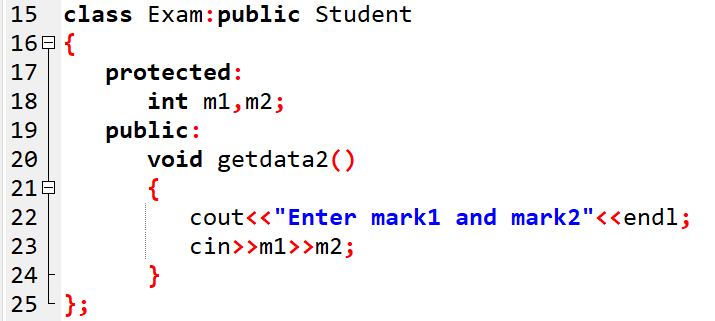 15 class Exam:public Student
16 {
17 protected:
18 int m1,m2;
19 public:
20 void getdata2()
21 {
22 cout<<"Enter mark1 and mark2"<<endl;
23 cin>>m1>>m2;
24 }
25 };